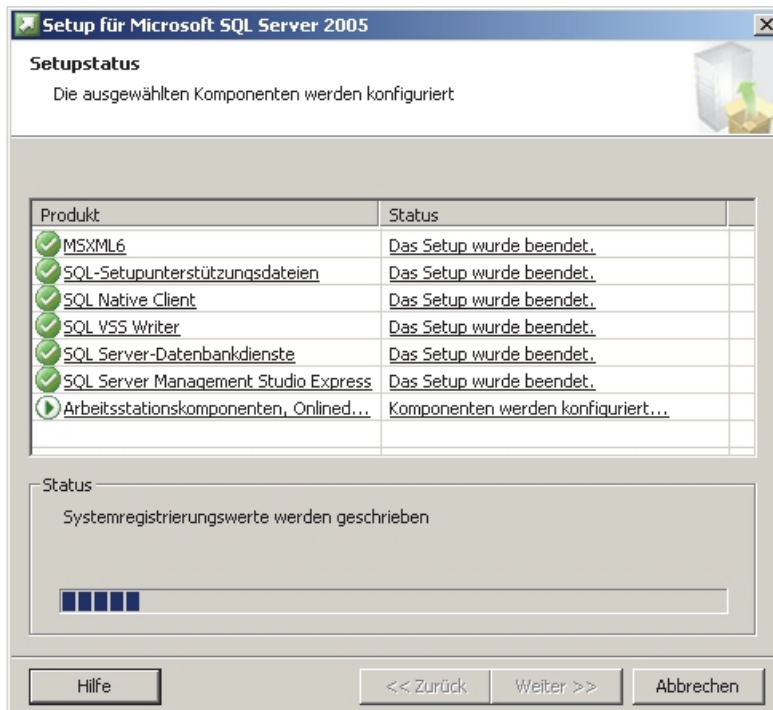 Setup für Microsoft SQL Server 2005
Setupstatus
Die ausgewählten Komponenten werden konfiguriert
Produkt Status
MSXML6 Das Setup wurde beendet.
SQL-Setupunterstützungsdateien Das Setup wurde beendet.
SQL Native Client Das Setup wurde beendet.
SQL VSS Writer Das Setup wurde beendet.
SQL Server-Datenbankdienste Das Setup wurde beendet.
SQL Server Management Studio Express Das Setup wurde beendet.
Arbeitsstationskomponenten, Onlined... Komponenten werden konfiguriert...
Status
Systemregistrierungswerte werden geschrieben
Hilfe << Zurück Weiter >> Abbrechen